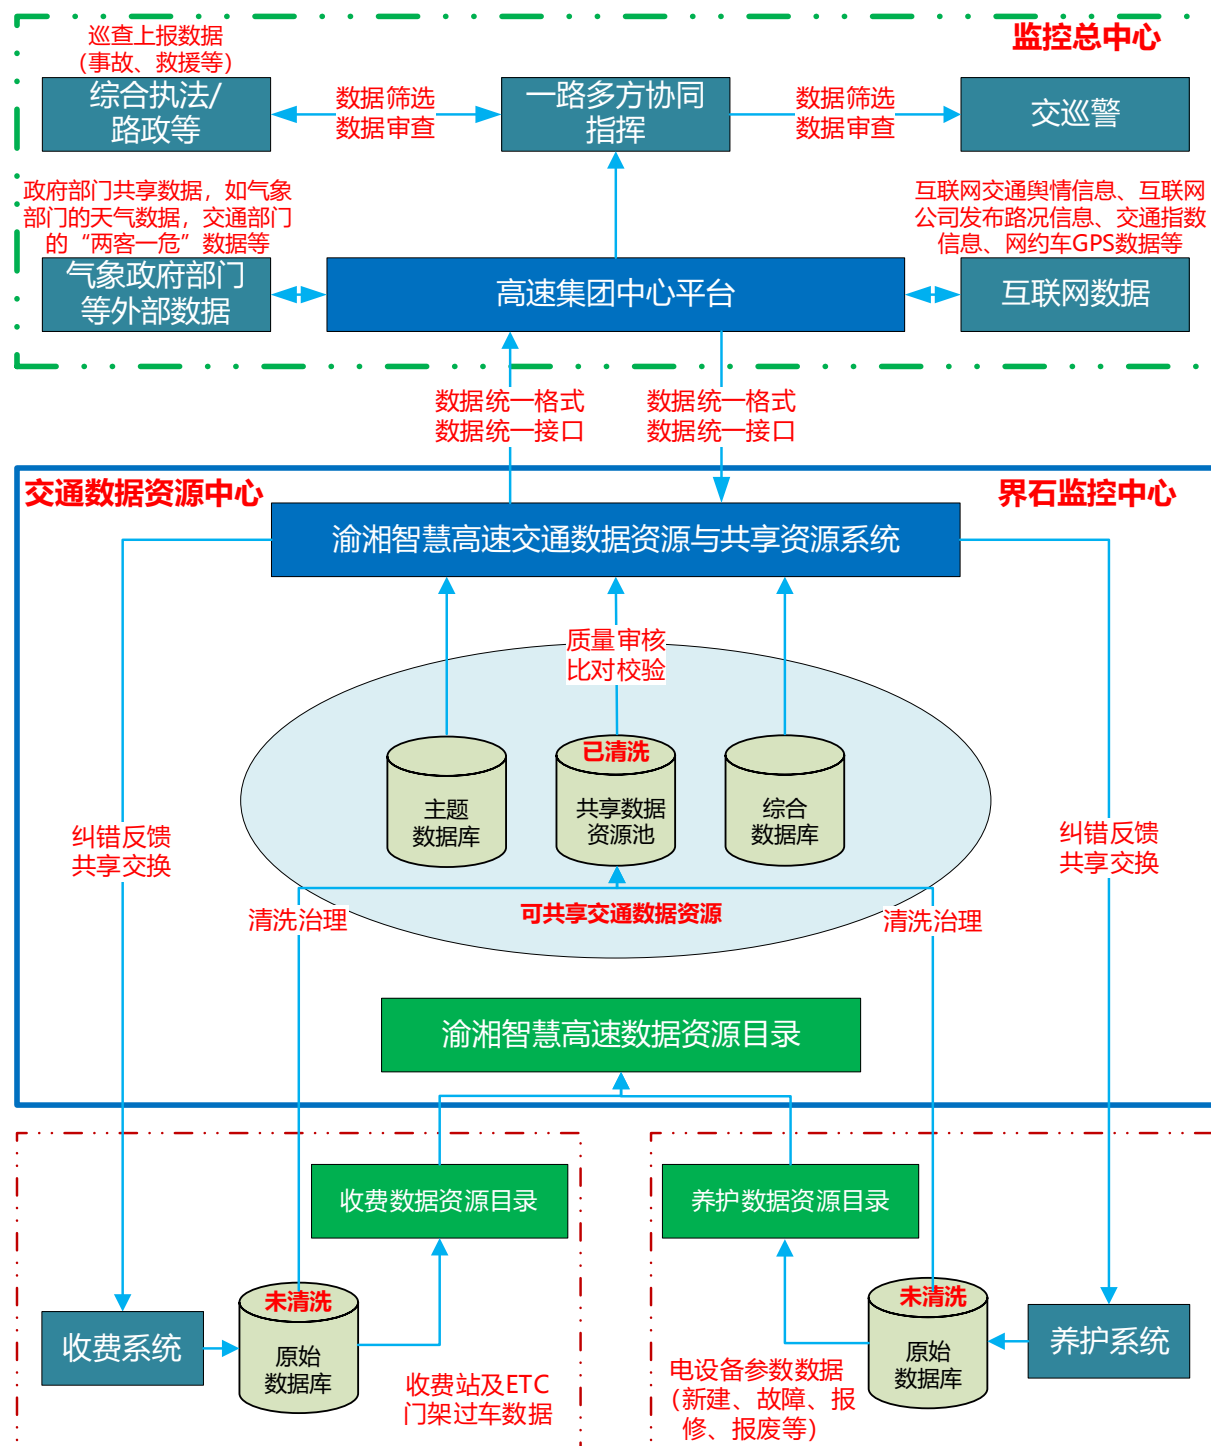 监控总中心
巡查上报数据
（事故、救援等）
综合执法/
路政等
数据筛选
数据审查
一路多方协同
指挥
数据筛选
数据审查
交巡警
政府部门共享数据，如气象
部门的天气数据，交通部门
的“两客一危”数据等
互联网交通舆情信息、互联网
公司发布路况信息、交通指数
信息、网约车GPS数据等
气象政府部门
等外部数据
高速集团中心平台
互联网数据
数据统一格式
数据统一接口
数据统一格式
数据统一接口
交通数据资源中心
界石监控中心
渝湘智慧高速交通数据资源与共享资源系统
质量审核
比对校验
已清洗
主题
数据库
共享数据
资源池
综合
数据库
纠错反馈
共享交换
纠错反馈
共享交换
清洗治理
可共享交通数据资源
清洗治理
渝湘智慧高速数据资源目录
收费数据资源目录
养护数据资源目录
未清洗
未清洗
收费系统
原始
数据库
原始
数据库
养护系统
收费站及ETC
门架过车数据
电设备参数数据
（新建、故障、报
修、报废等）